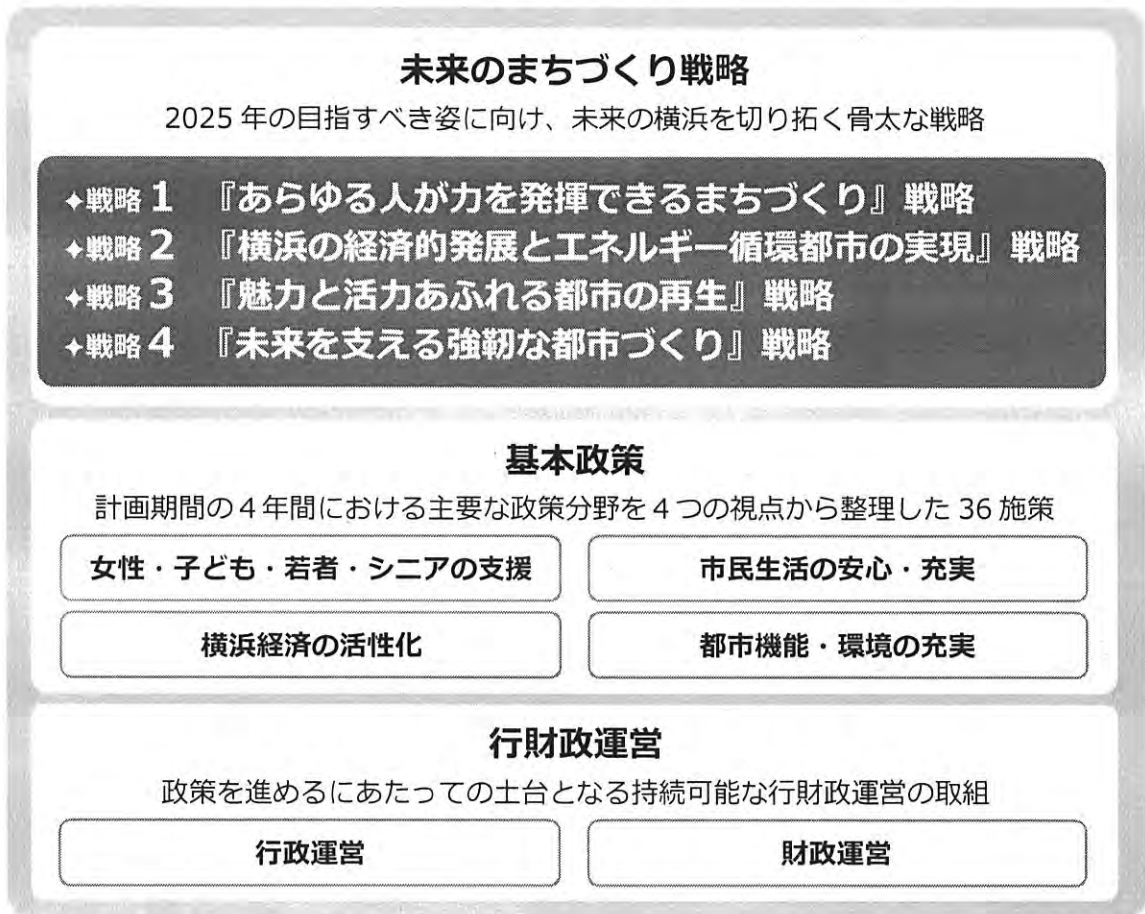 未来のまちづくり戦略
2025 年の目指すべき姿に向け、未来の横浜を切り拓く骨太な戦略
✦戦略 1 『あらゆる人が力を発揮できるまちづくり』戦略
✦戦略 2 『横浜の経済的発展とエネルギー循環都市の実現』戦略
✦戦略 3 『魅力と活力あふれる都市の再生』戦略
✦戦略 4 『未来を支える強靭な都市づくり』戦略
基本政策
計画期間の4年間における主要な政策分野を4つの視点から整理した 36 施策
女性・子ども・若者・シニアの支援
市民生活の安心・充実
横浜経済の活性化
都市機能・環境の充実
行財政運営
政策を進めるにあたっての土台となる持続可能な行財政運営の取組
行政運営
財政運営